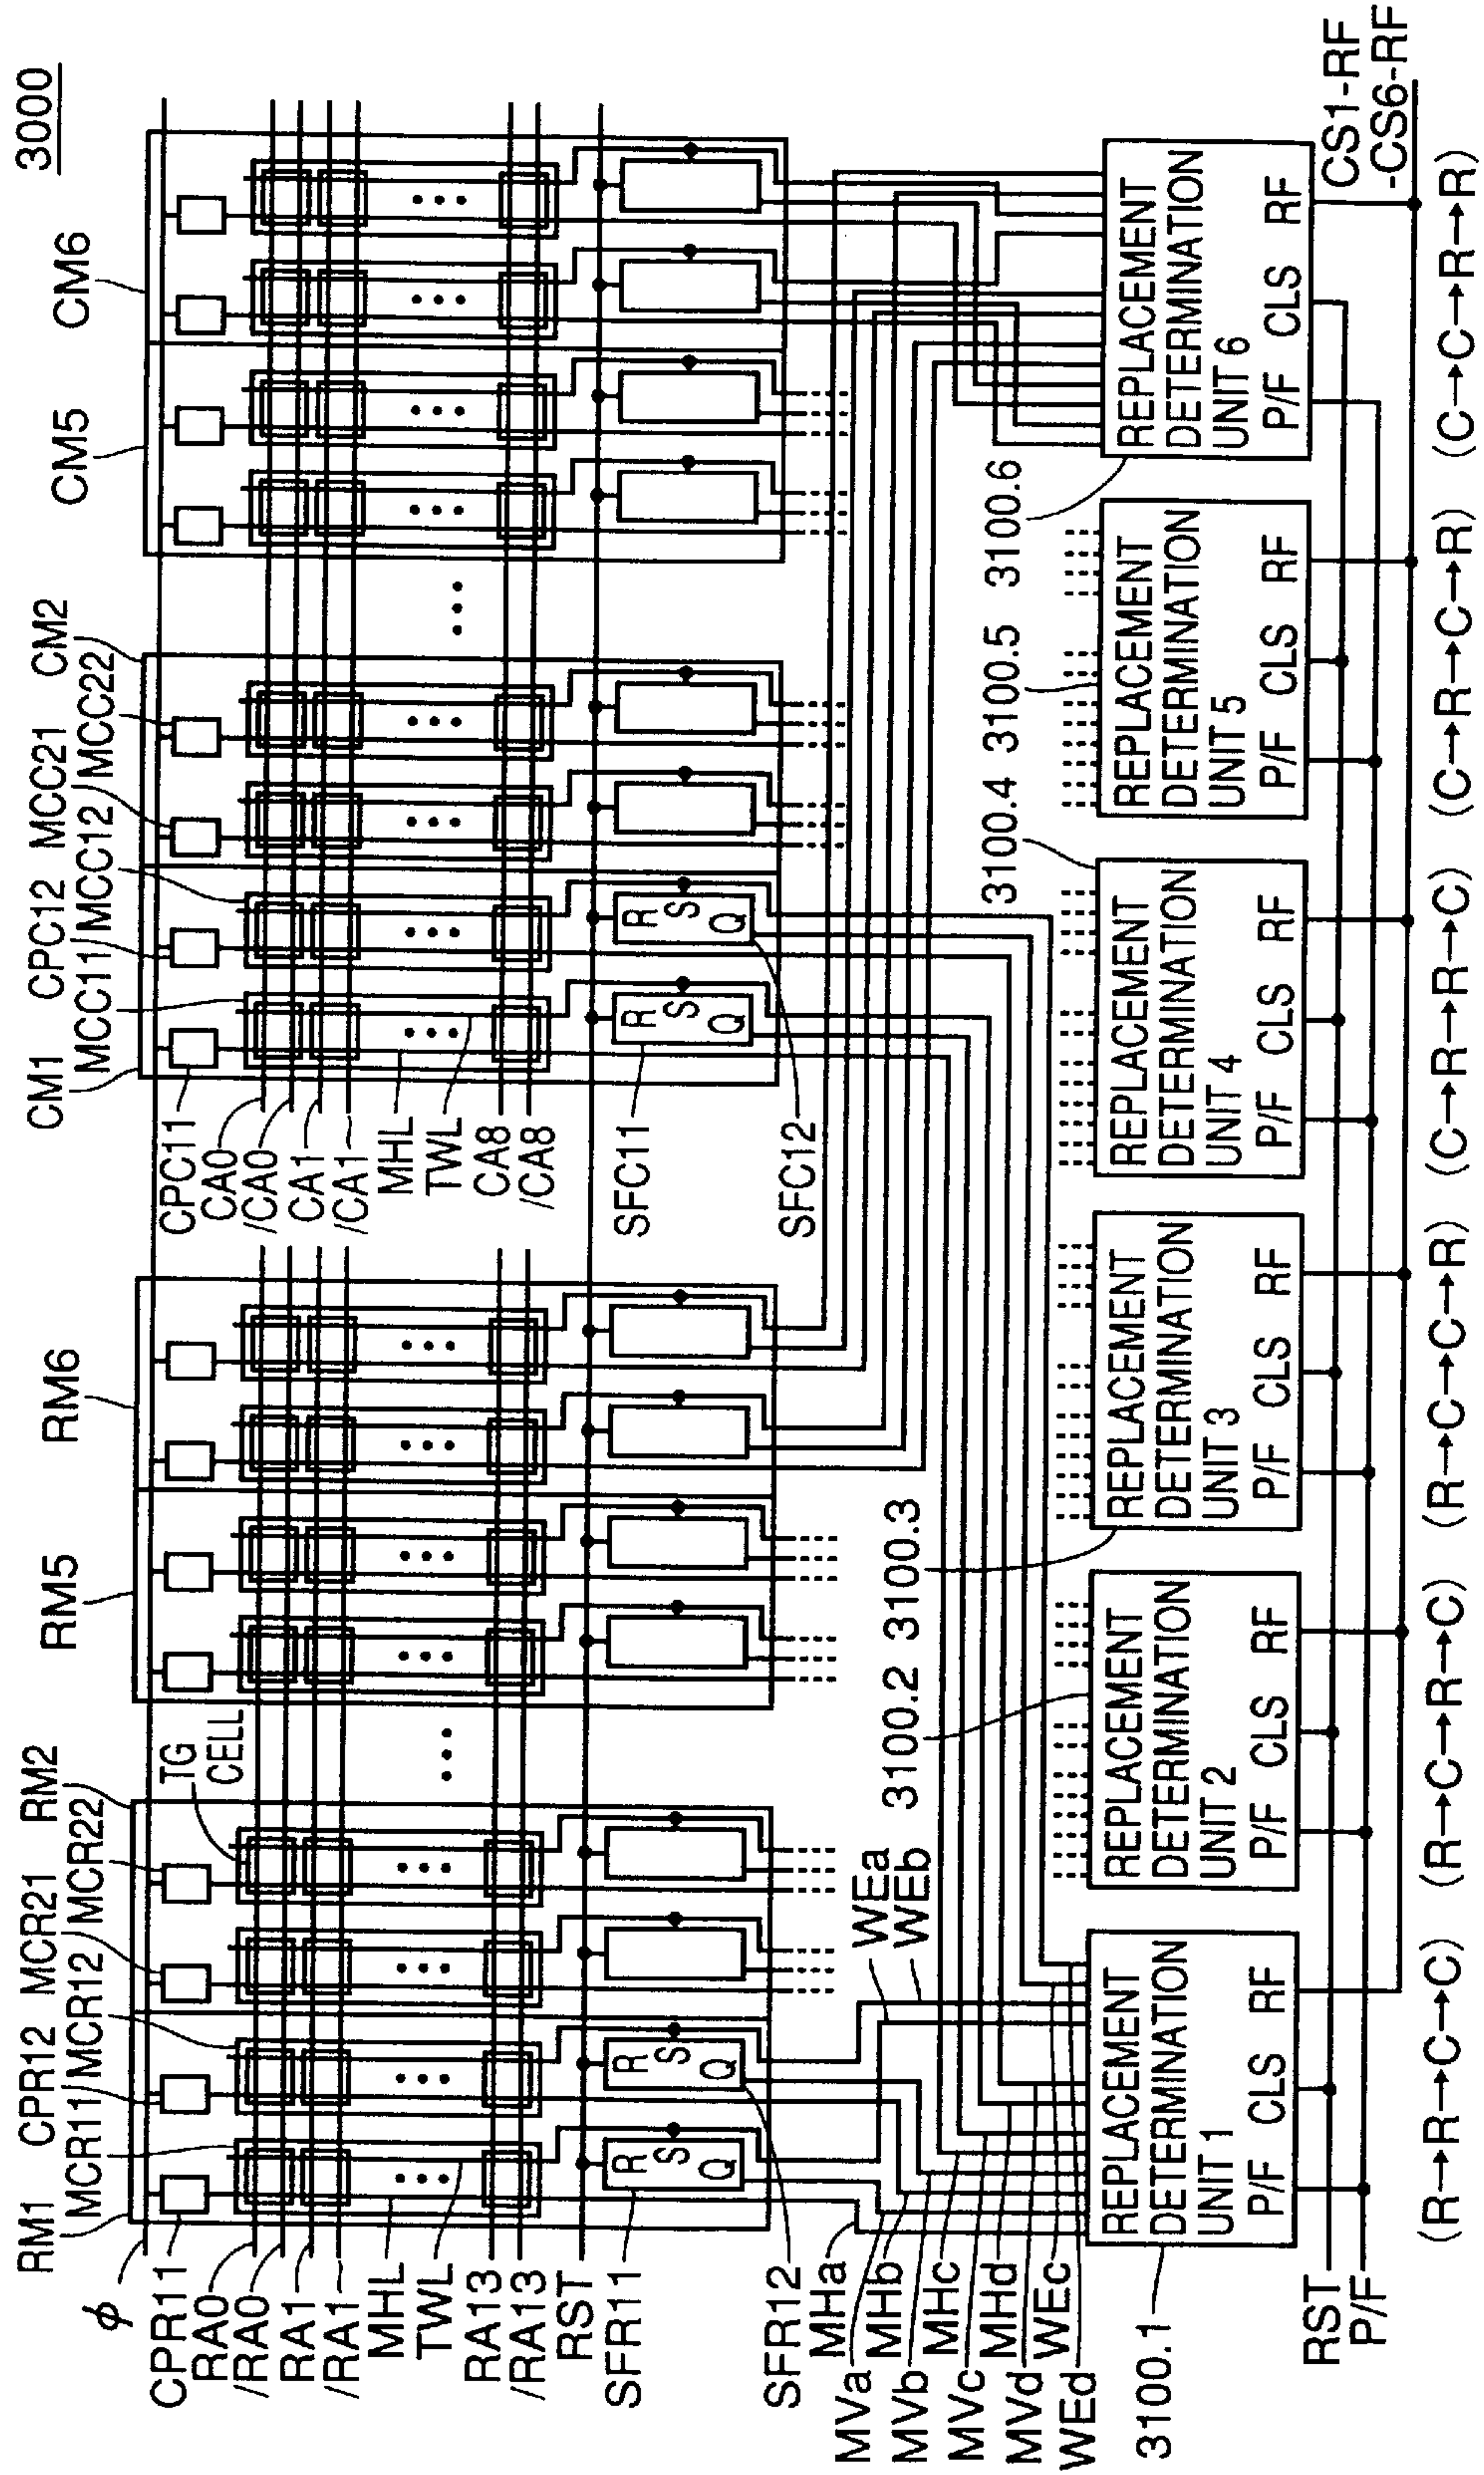 3000
RM1
MCR11
CPR12
MCR12
MCR21
MCR22
RM2
TG
CELL
RM5
RM6
CM1
MCC11
CPC12
MCC12
MCC21
MCC22
CM2
CM5
CM6
φ
CPR11
RA0
/RA0
RA1
/RA1
MHL
TWL
RA13
/RA13
RST
SFR11
SFR12
CPC11
CA0
/CA0
CA1
/CA1
MHL
TWL
CA8
/CA8
SFC11
SFC12
R
S
Q
R
S
Q
R
S
Q
R
S
Q
MHa
MVa
MHb
MVb
MHc
MVc
MHd
MVd
WEc
WEd
WEa
WEb
3100.1
3100.2
3100.3
3100.4
3100.5
3100.6
REPLACEMENT
DETERMINATION
UNIT 1
P/F CLS RF
REPLACEMENT
DETERMINATION
UNIT 2
P/F CLS RF
REPLACEMENT
DETERMINATION
UNIT 3
P/F CLS RF
REPLACEMENT
DETERMINATION
UNIT 4
P/F CLS RF
REPLACEMENT
DETERMINATION
UNIT 5
P/F CLS RF
REPLACEMENT
DETERMINATION
UNIT 6
P/F CLS RF
RST
P/F
CS1-RF
-CS6-RF
(R→R→C→C)
(R→C→R→C)
(R→C→C→R)
(C→R→R→C)
(C→R→C→R)
(C→C→R→R)